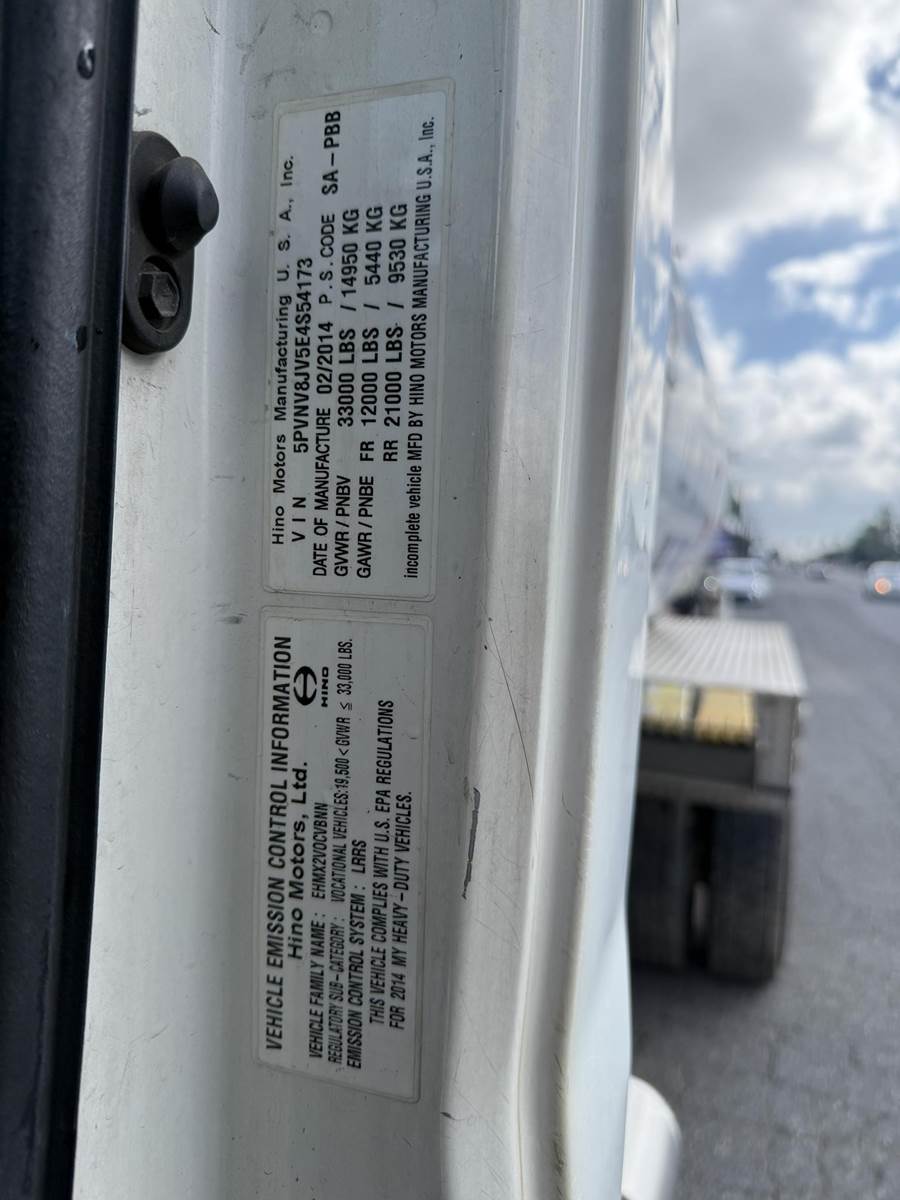 Hino Motors Manufacturing U. S. A., Inc.
VIN 5PVNV8JV5E4S54173
DATE OF MANUFACTURE 02/2014 P.S.CODE SA-PBB
GVWR/PNBV 33000 LBS / 14950 KG
GAWR/PNBE FR 12000 LBS / 5440 KG
RR 21000 LBS / 9530 KG
incomplete vehicle MFD BY HINO MOTORS MANUFACTURING U.S.A., Inc.
VEHICLE EMISSION CONTROL INFORMATION
Hino Motors, Ltd.
HINO
VEHICLE FAMILY NAME : EHMX2VOCVBNN
REGULATORY SUB-CATEGORY : VOCATIONAL VEHICLES:19,500 < GVWR ≦ 33,000 LBS.
EMISSION CONTROL SYSTEM : LRRS
THIS VEHICLE COMPLIES WITH U.S. EPA REGULATIONS
FOR 2014 MY HEAVY-DUTY VEHICLES.